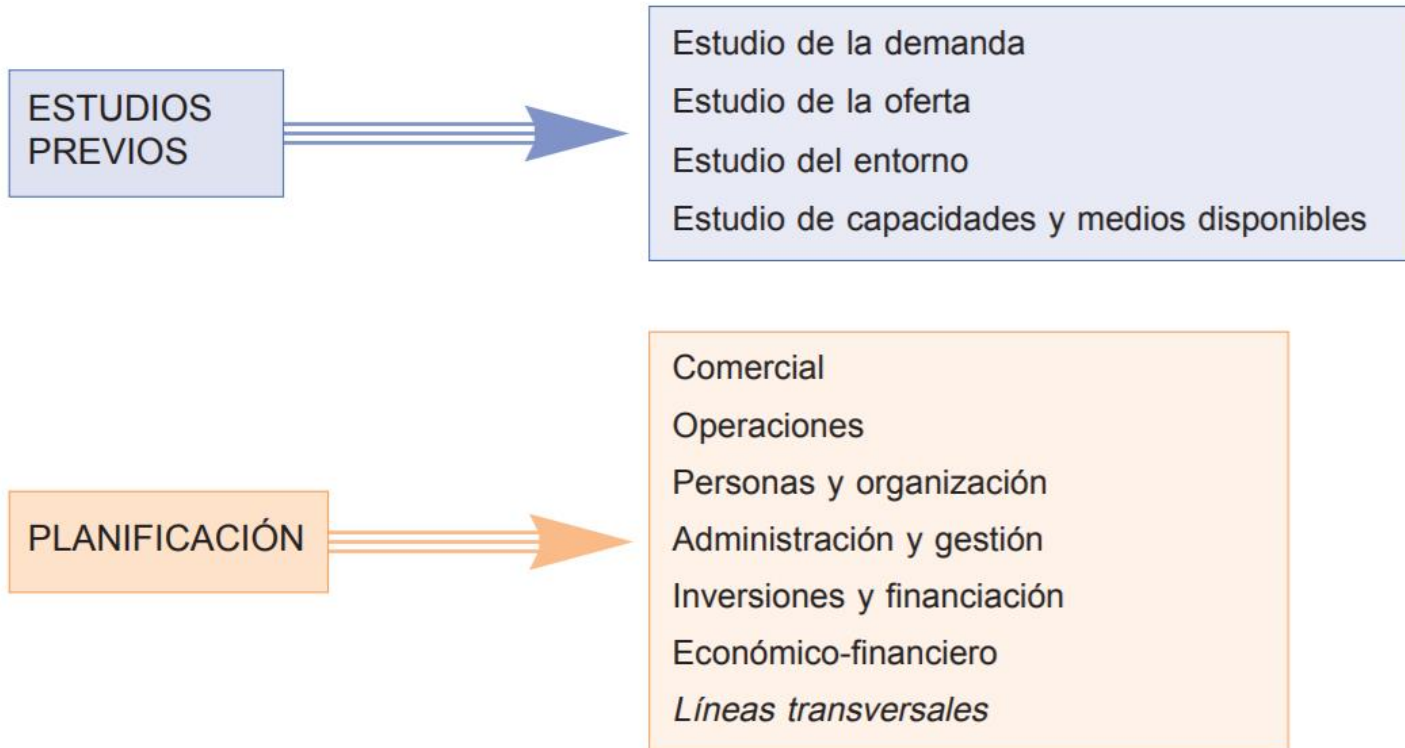 ESTUDIOS
PREVIOS
Estudio de la demanda
Estudio de la oferta
Estudio del entorno
Estudio de capacidades y medios disponibles
PLANIFICACIÓN
Comercial
Operaciones
Personas y organización
Administración y gestión
Inversiones y financiación
Económico-financiero
Líneas transversales